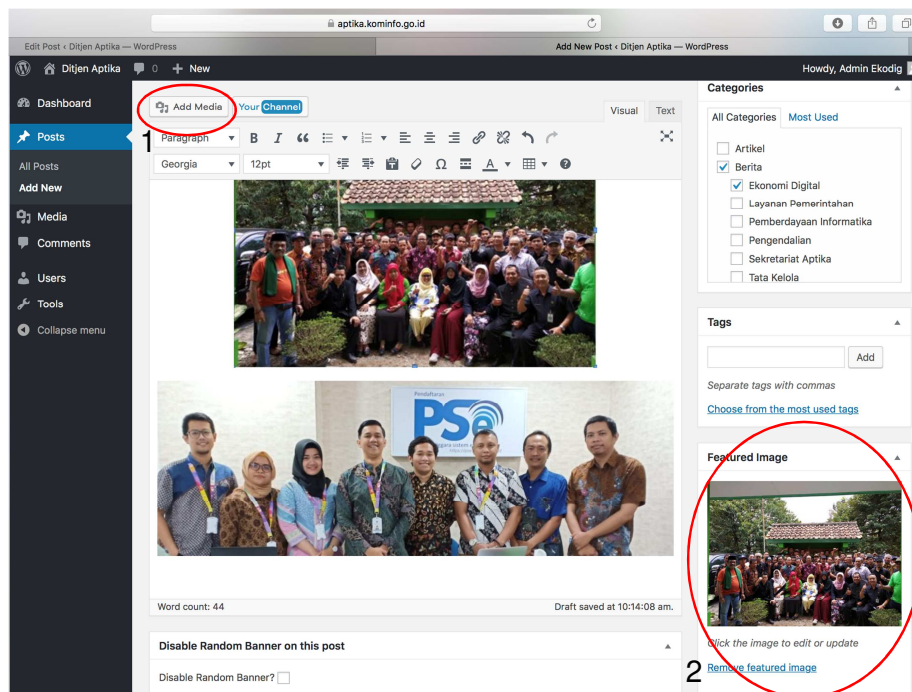 aptika.kominfo.go.id
Edit Post ‹ Ditjen Aptika — WordPress
Add New Post ‹ Ditjen Aptika — WordPress
Ditjen Aptika
0
+ New
Howdy, Admin Ekodig
Dashboard
Posts
All Posts
Add New
Media
Comments
Users
Tools
Collapse menu
Add Media
Your Channel
Visual
Text
1
Paragraph
B I
Georgia
12pt
Ω
A
Pendaftaran
PSe
Word count: 44
Draft saved at 10:14:08 am.
Disable Random Banner on this post
Disable Random Banner?
Categories
All Categories
Most Used
Artikel
Berita
Ekonomi Digital
Layanan Pemerintahan
Pemberdayaan Informatika
Pengendalian
Sekretariat Aptika
Tata Kelola
Tags
Add
Separate tags with commas
Choose from the most used tags
Featured Image
Click the image to edit or update
2
Remove featured image